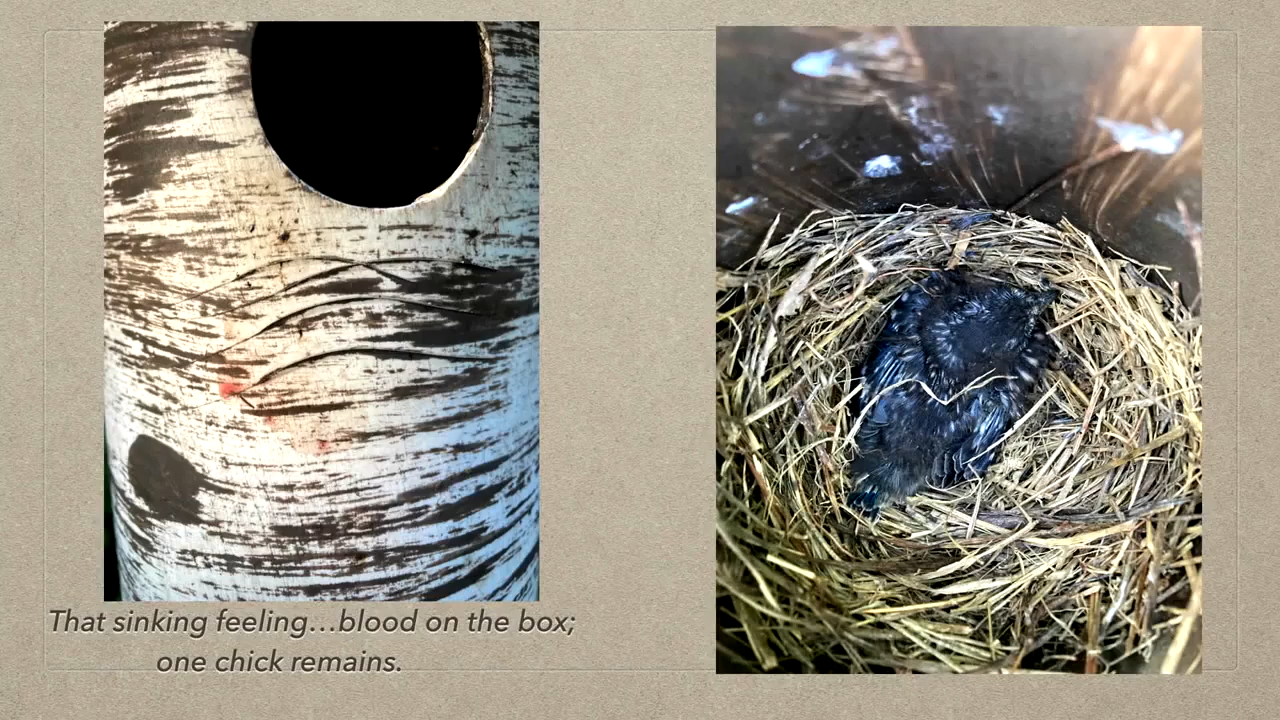 That sinking feeling…blood on the box;
one chick remains.